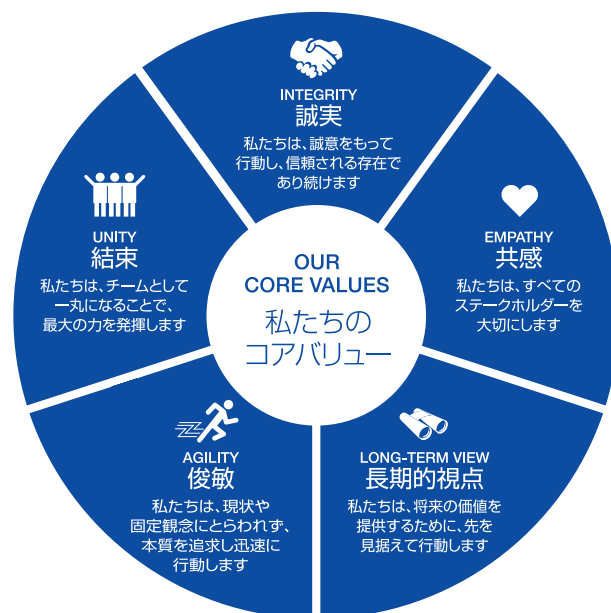 INTEGRITY
誠実
私たちは、誠意をもって
行動し、信頼される存在で
あり続けます
UNITY
結束
私たちは、チームとして
一丸になることで、
最大の力を発揮します
EMPATHY
共感
私たちは、すべての
ステークホルダーを
大切にします
OUR
CORE VALUES
私たちの
コアバリュー
AGILITY
俊敏
私たちは、現状や
固定観念にとらわれず、
本質を追求し迅速に
行動します
LONG-TERM VIEW
長期的視点
私たちは、将来の価値を
提供するために、先を
見据えて行動します